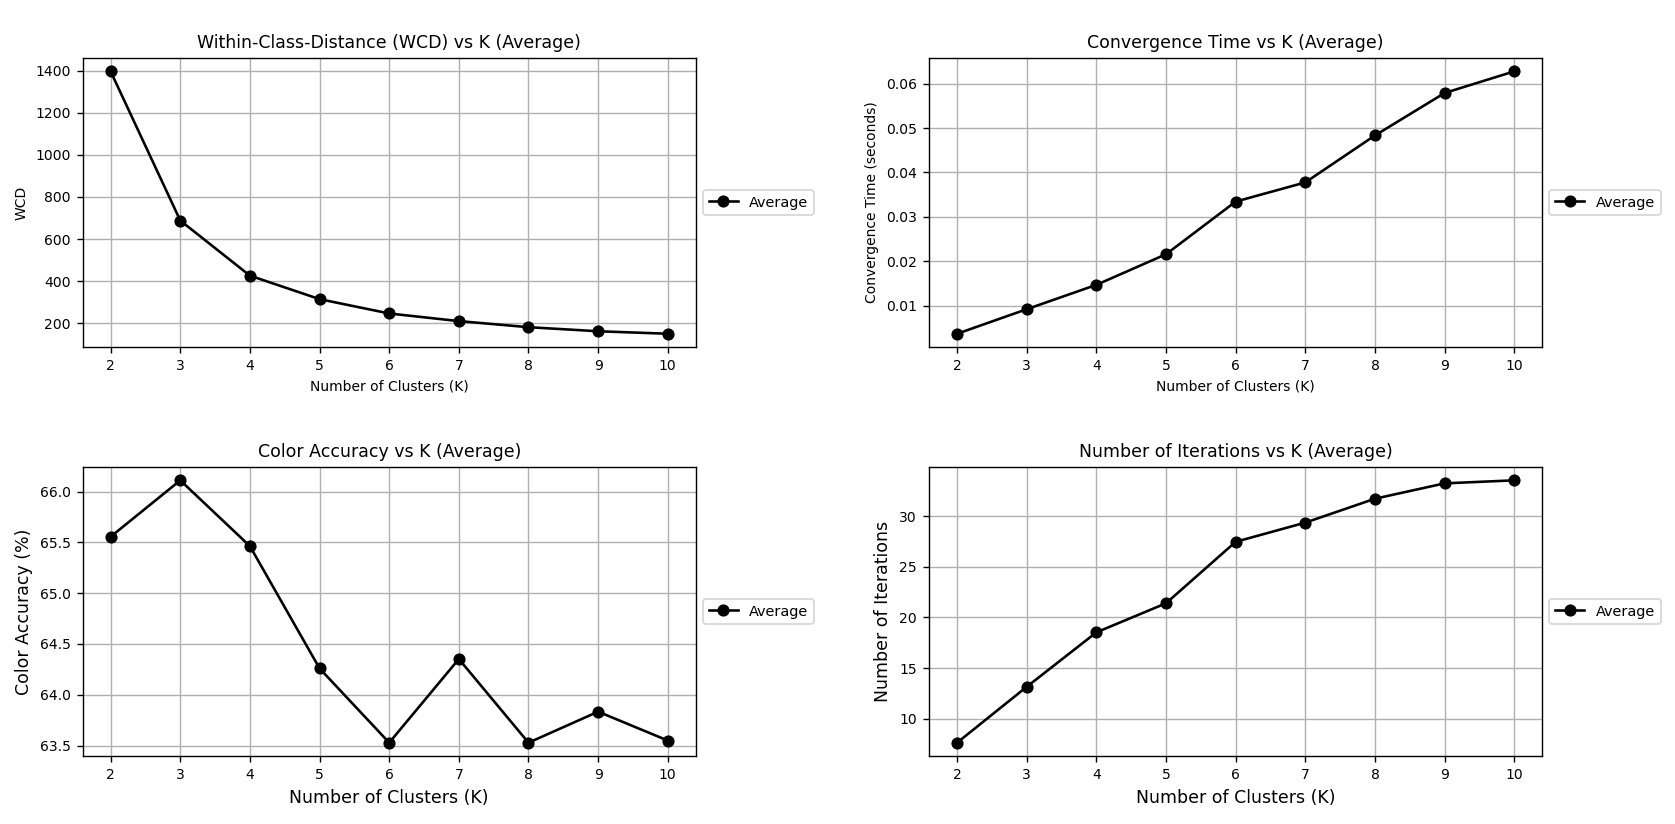 Within-Class-Distance (WCD) vs K (Average)
WCD
1400
1200
1000
800
600
400
200
2 3 4 5 6 7 8 9 10
Number of Clusters (K)
Average
Convergence Time vs K (Average)
Convergence Time (seconds)
0.06
0.05
0.04
0.03
0.02
0.01
2 3 4 5 6 7 8 9 10
Number of Clusters (K)
Average
Color Accuracy vs K (Average)
Color Accuracy (%)
66.0
65.5
65.0
64.5
64.0
63.5
2 3 4 5 6 7 8 9 10
Number of Clusters (K)
Average
Number of Iterations vs K (Average)
Number of Iterations
30
25
20
15
10
2 3 4 5 6 7 8 9 10
Number of Clusters (K)
Average